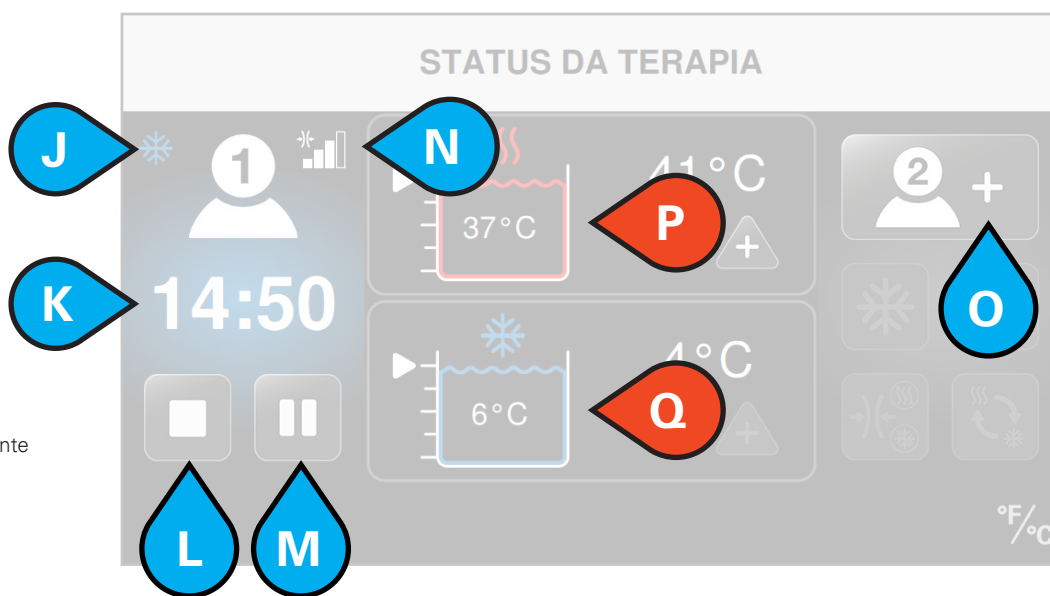 STATUS DA TERAPIA
J
1
N
41°C
2
+
37°C
P
+
K
14:50
O
4°C
6°C
Q
+
nte
L
M
°F/°C